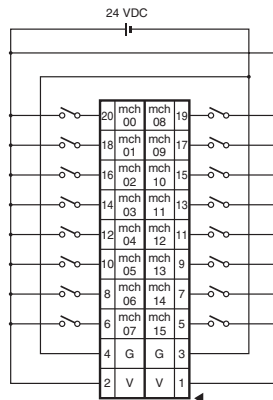 24 VDC
20 mch 00 mch 08 19
18 mch 01 mch 09 17
16 mch 02 mch 10 15
14 mch 03 mch 11 13
12 mch 04 mch 12 11
10 mch 05 mch 13 9
8 mch 06 mch 14 7
6 mch 07 mch 15 5
4 G G 3
2 V V 1